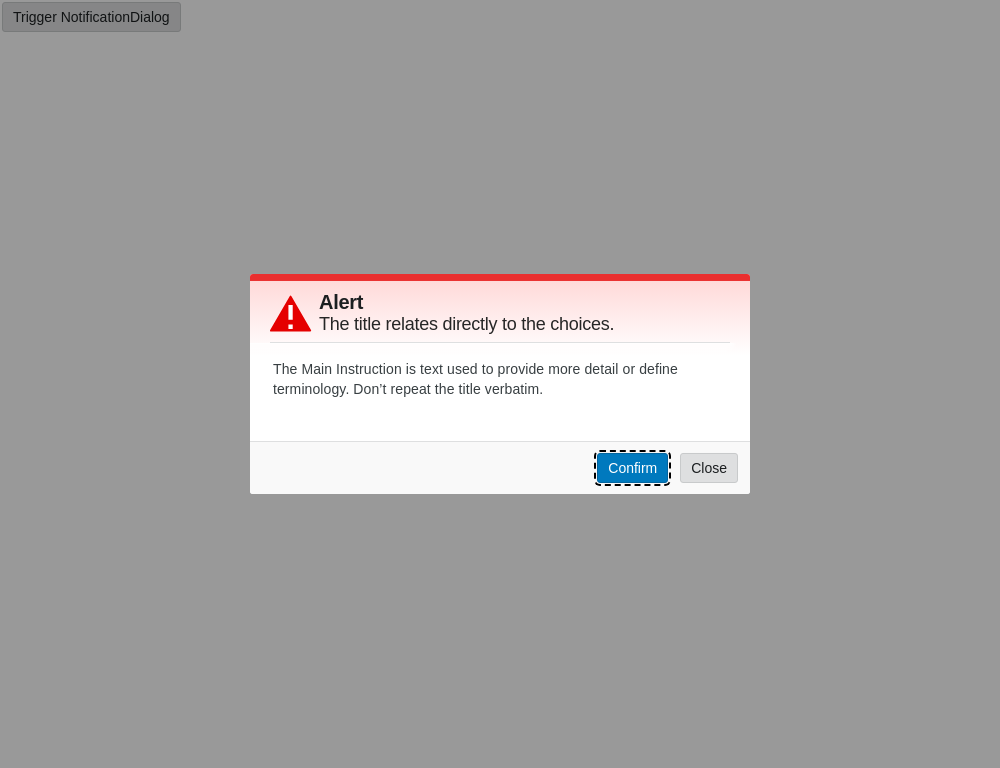 Trigger NotificationDialog
Alert
The title relates directly to the choices.
The Main Instruction is text used to provide more detail or define
terminology. Don’t repeat the title verbatim.
Confirm
Close